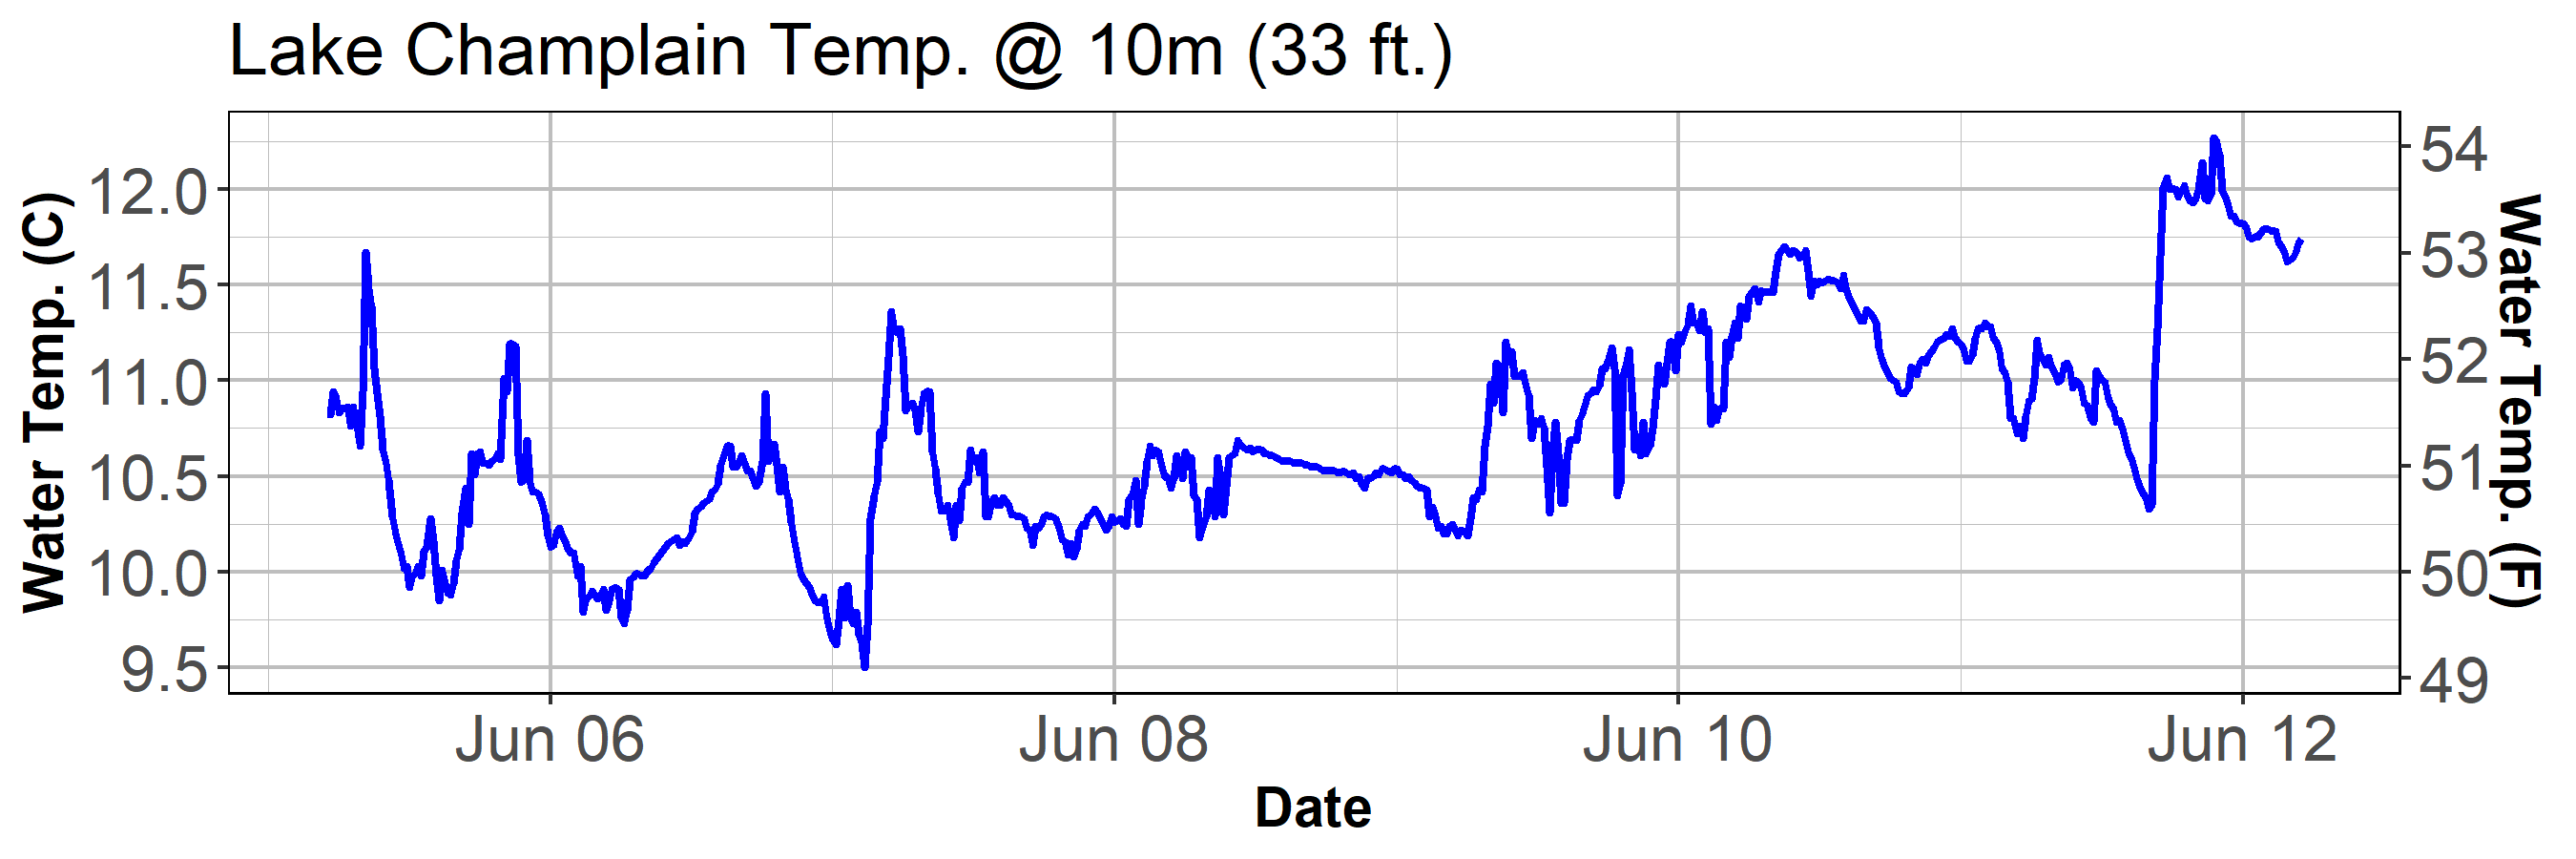 Lake Champlain Temp. @ 10m (33 ft.)
Water Temp. (C)
12.0
11.5
11.0
10.5
10.0
9.5
54
53
52
51
50
49
Water Temp. (F)
Jun 06
Jun 08
Jun 10
Jun 12
Date